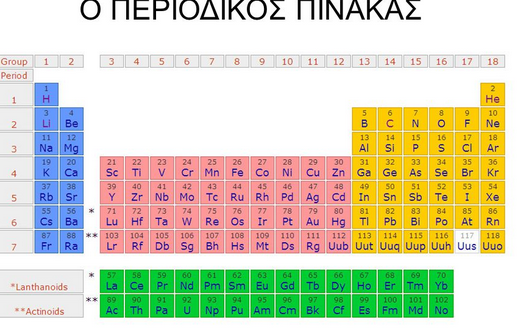 Ο ΠΕΡΙΟΔΙΚΟΣ ΠΙΝΑΚΑΣ
Group 1 2 3 4 5 6 7 8 9 10 11 12 13 14 15 16 17 18
Period
1 1 H 2 He
2 3 Li 4 Be 5 B 6 C 7 N 8 O 9 F 10 Ne
3 11 Na 12 Mg 13 Al 14 Si 15 P 16 S 17 Cl 18 Ar
4 19 K 20 Ca 21 Sc 22 Ti 23 V 24 Cr 25 Mn 26 Fe 27 Co 28 Ni 29 Cu 30 Zn 31 Ga 32 Ge 33 As 34 Se 35 Br 36 Kr
5 37 Rb 38 Sr 39 Y 40 Zr 41 Nb 42 Mo 43 Tc 44 Ru 45 Rh 46 Pd 47 Ag 48 Cd 49 In 50 Sn 51 Sb 52 Te 53 I 54 Xe
6 55 Cs 56 Ba * 71 Lu 72 Hf 73 Ta 74 W 75 Re 76 Os 77 Ir 78 Pt 79 Au 80 Hg 81 Tl 82 Pb 83 Bi 84 Po 85 At 86 Rn
7 87 Fr 88 Ra ** 103 Lr 104 Rf 105 Db 106 Sg 107 Bh 108 Hs 109 Mt 110 Ds 111 Rg 112 Uub 113 Uut 114 Uuq 115 Uup 116 Uuh 117 Uus 118 Uuo
*Lanthanoids * 57 La 58 Ce 59 Pr 60 Nd 61 Pm 62 Sm 63 Eu 64 Gd 65 Tb 66 Dy 67 Ho 68 Er 69 Tm 70 Yb
**Actinoids ** 89 Ac 90 Th 91 Pa 92 U 93 Np 94 Pu 95 Am 96 Cm 97 Bk 98 Cf 99 Es 100 Fm 101 Md 102 No